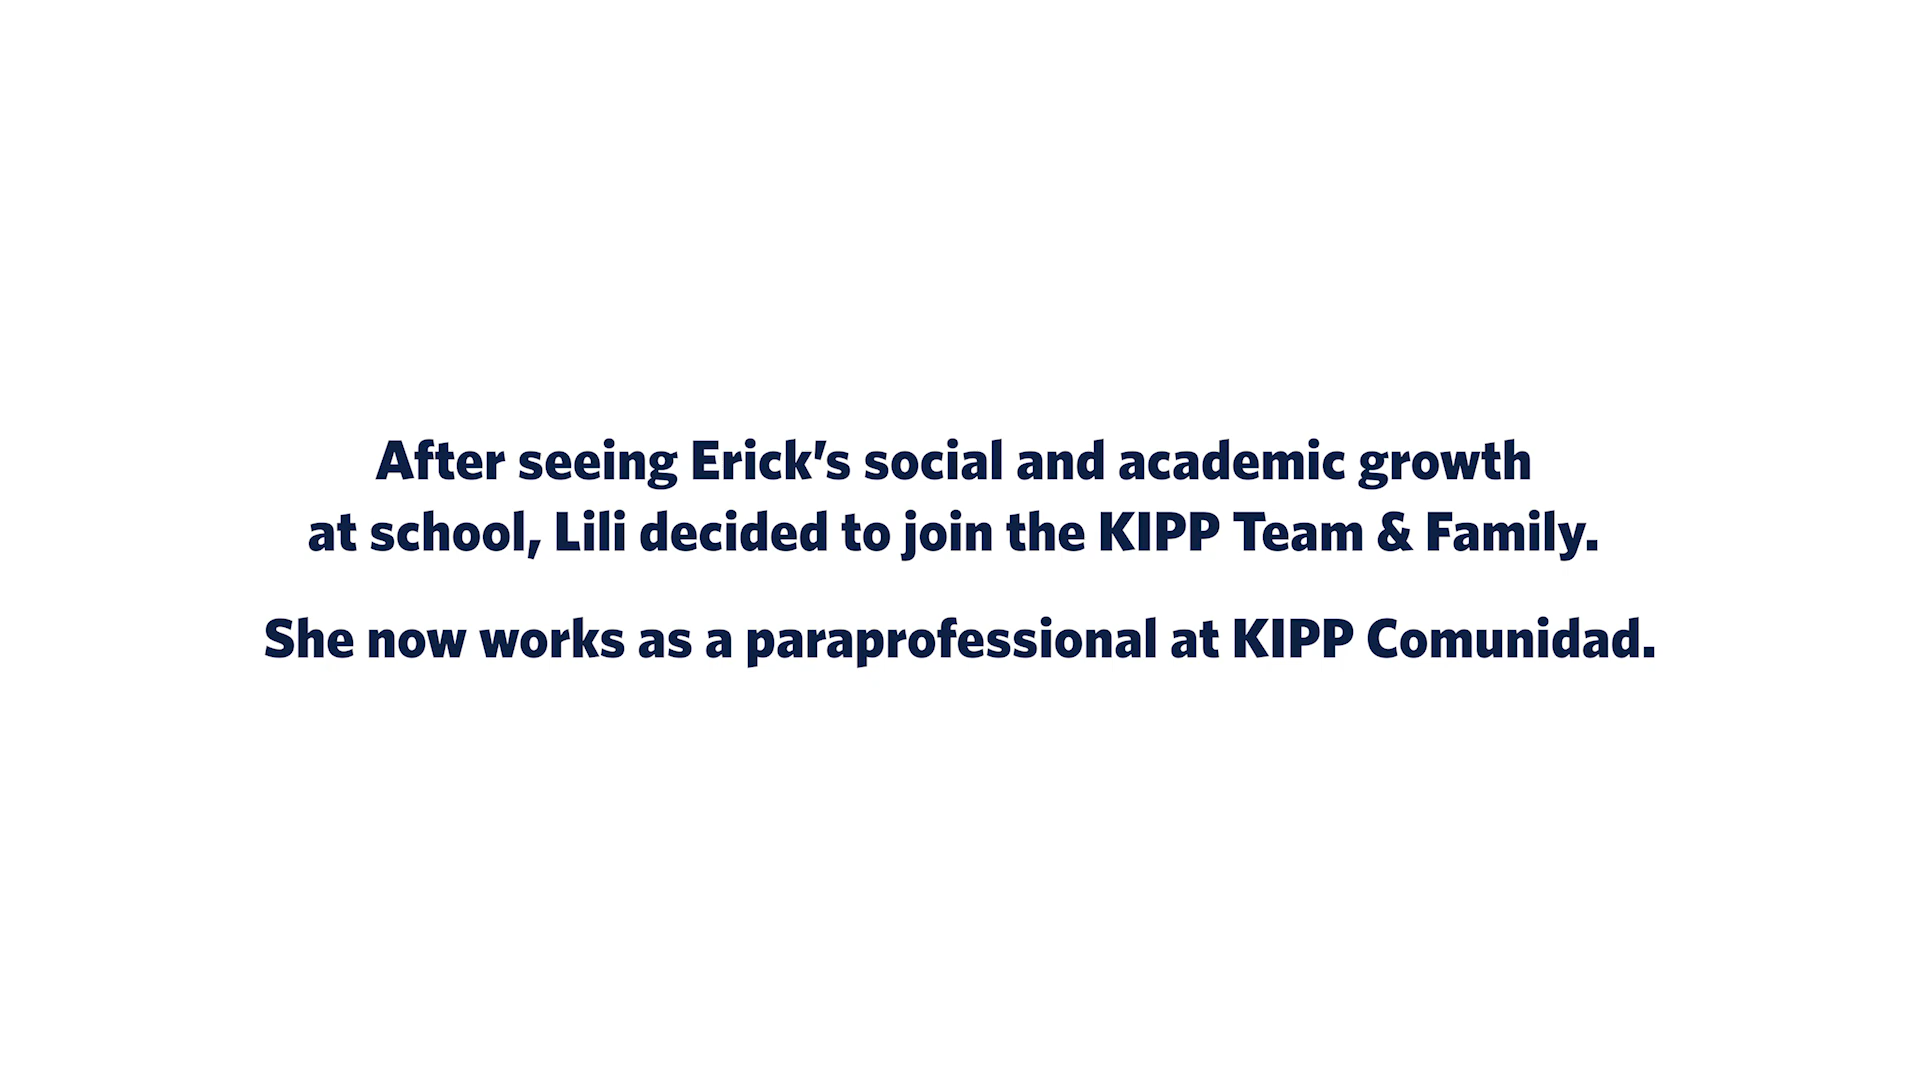 After seeing Erick’s social and academic growth
at school, Lili decided to join the KIPP Team & Family.
She now works as a paraprofessional at KIPP Comunidad.